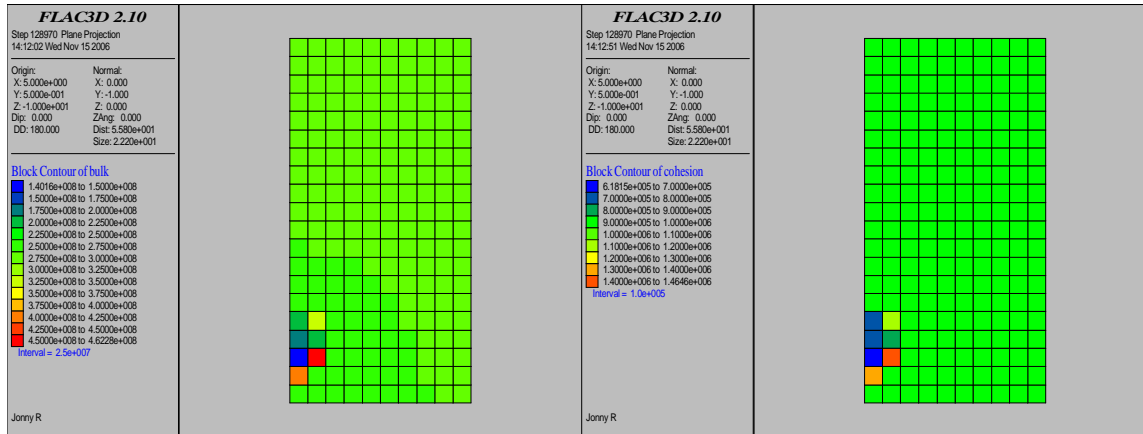 FLAC3D 2.10
Step 128970 Plane Projection
14:12:02 Wed Nov 15 2006
Origin: Normal:
X: 5.000e+000 X: 0.000
Y: 5.000e-001 Y: -1.000
Z: -1.000e+001 Z: 0.000
Dip: 0.000 ZAng: 0.000
DD: 180.000 Dist: 5.580e+001
Size: 2.220e+001
Block Contour of bulk
1.4016e+008 to 1.5000e+008
1.5000e+008 to 1.7500e+008
1.7500e+008 to 2.0000e+008
2.0000e+008 to 2.2500e+008
2.2500e+008 to 2.5000e+008
2.5000e+008 to 2.7500e+008
2.7500e+008 to 3.0000e+008
3.0000e+008 to 3.2500e+008
3.2500e+008 to 3.5000e+008
3.5000e+008 to 3.7500e+008
3.7500e+008 to 4.0000e+008
4.0000e+008 to 4.2500e+008
4.2500e+008 to 4.5000e+008
4.5000e+008 to 4.6228e+008
Interval = 2.5e+007
Jonny R
FLAC3D 2.10
Step 128970 Plane Projection
14:12:51 Wed Nov 15 2006
Origin: Normal:
X: 5.000e+000 X: 0.000
Y: 5.000e-001 Y: -1.000
Z: -1.000e+001 Z: 0.000
Dip: 0.000 ZAng: 0.000
DD: 180.000 Dist: 5.580e+001
Size: 2.220e+001
Block Contour of cohesion
6.1815e+005 to 7.0000e+005
7.0000e+005 to 8.0000e+005
8.0000e+005 to 9.0000e+005
9.0000e+005 to 1.0000e+006
1.0000e+006 to 1.1000e+006
1.1000e+006 to 1.2000e+006
1.2000e+006 to 1.3000e+006
1.3000e+006 to 1.4000e+006
1.4000e+006 to 1.4646e+006
Interval = 1.0e+005
Jonny R